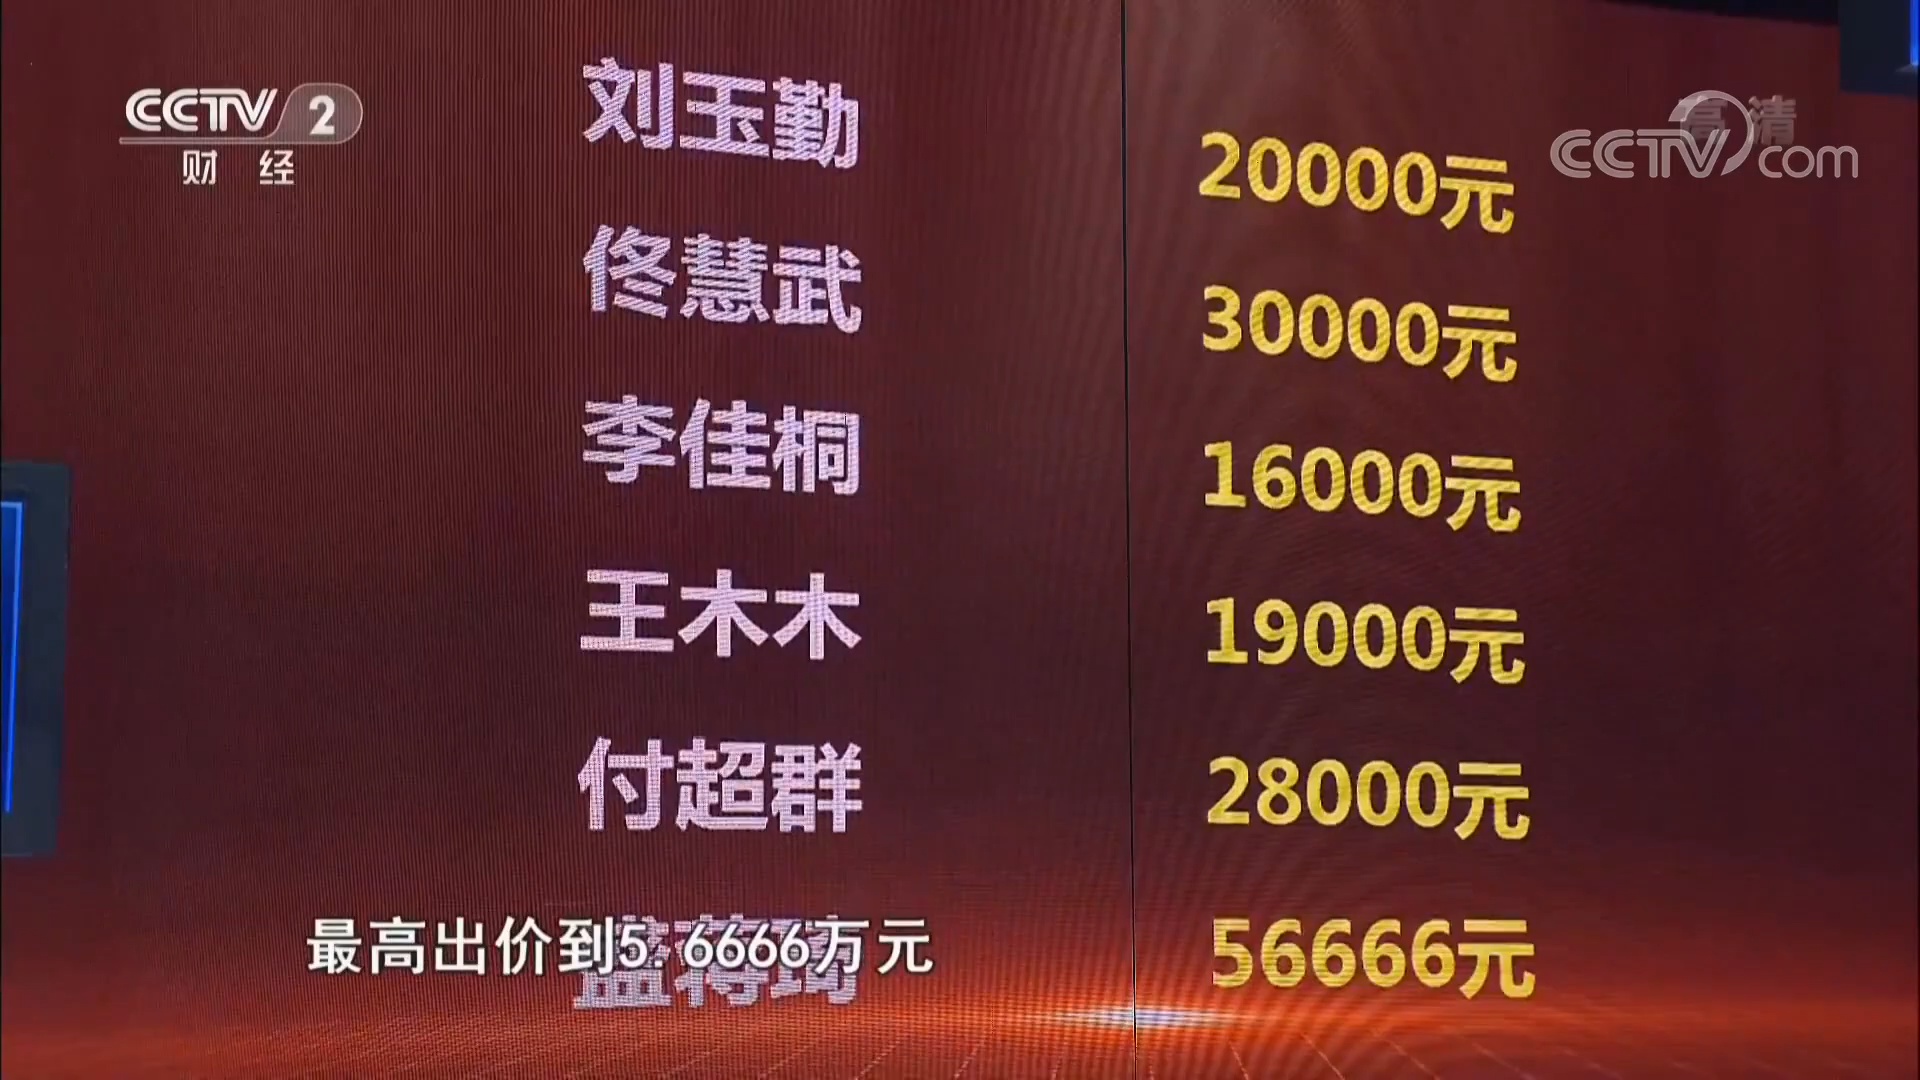 CCTV 2
财 经
高清
CCTV com
刘玉勤 20000元
佟慧武 30000元
李佳桐 16000元
王木木 19000元
付超群 28000元
56666元
最高出价到5.6666万元